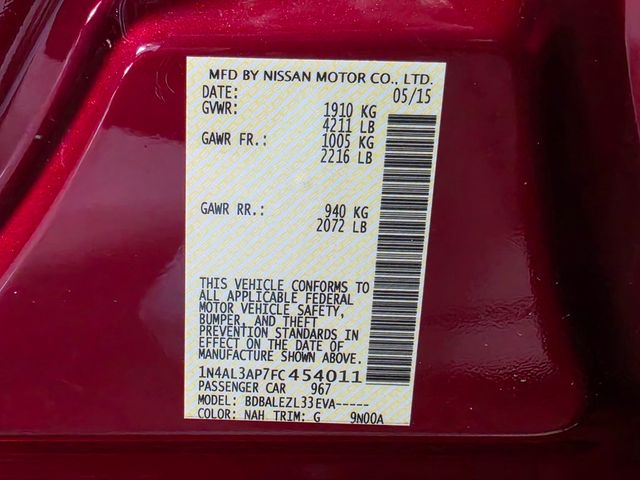 MFD BY NISSAN MOTOR CO., LTD.
DATE: 05/15
GVWR: 1910 KG
4211 LB
GAWR FR.: 1005 KG
2216 LB
GAWR RR.: 940 KG
2072 LB
THIS VEHICLE CONFORMS TO
ALL APPLICABLE FEDERAL
MOTOR VEHICLE SAFETY,
BUMPER, AND THEFT
PREVENTION STANDARDS IN
EFFECT ON THE DATE OF
MANUFACTURE SHOWN ABOVE.
1N4AL3AP7FC454011
PASSENGER CAR 967
MODEL: BDBALEZL33EVA-----
COLOR: NAH TRIM: G 9N00A